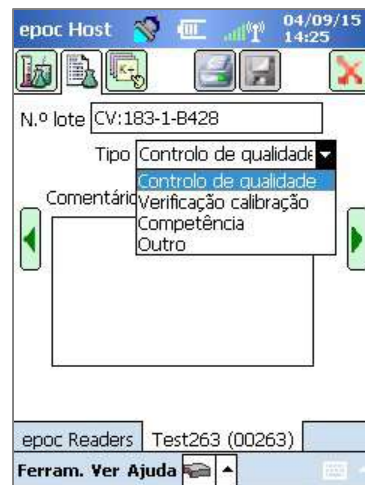 epoc Host 04/09/15 14:25
K+
N.º lote CV:183-1-B428
Tipo Controlo de qualidade
Controlo de qualidade
Comentário Verificação calibração
Competência
Outro
epoc Readers Test263 (00263)
Ferram. Ver Ajuda